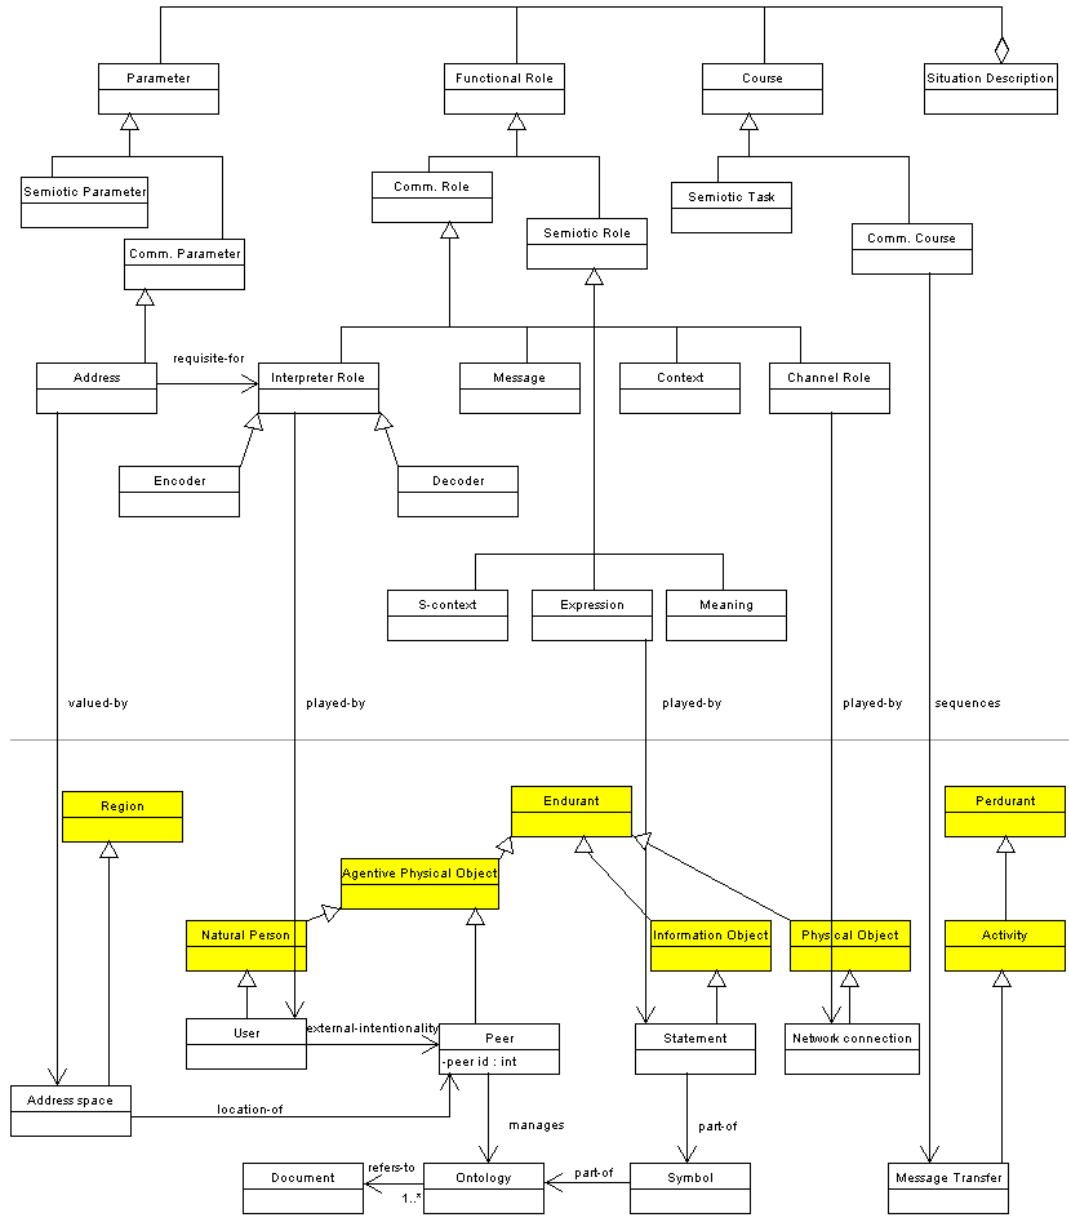 Parameter
Functional Role
Course
Situation Description
Semiotic Parameter
Comm. Role
Semiotic Task
Semiotic Role
Comm. Course
Comm. Parameter
requisite-for
Address
Interpreter Role
Message
Context
Channel Role
Encoder
Decoder
S-context
Expression
Meaning
valued-by
played-by
played-by
played-by
sequences
Region
Endurant
Perdurant
Agentive Physical Object
Natural Person
Information Object
Physical Object
Activity
User
external-intentionality
Peer
-peer id : int
Statement
Network connection
Address space
location-of
manages
part-of
Document
refers-to
1..*
Ontology
part-of
Symbol
Message Transfer